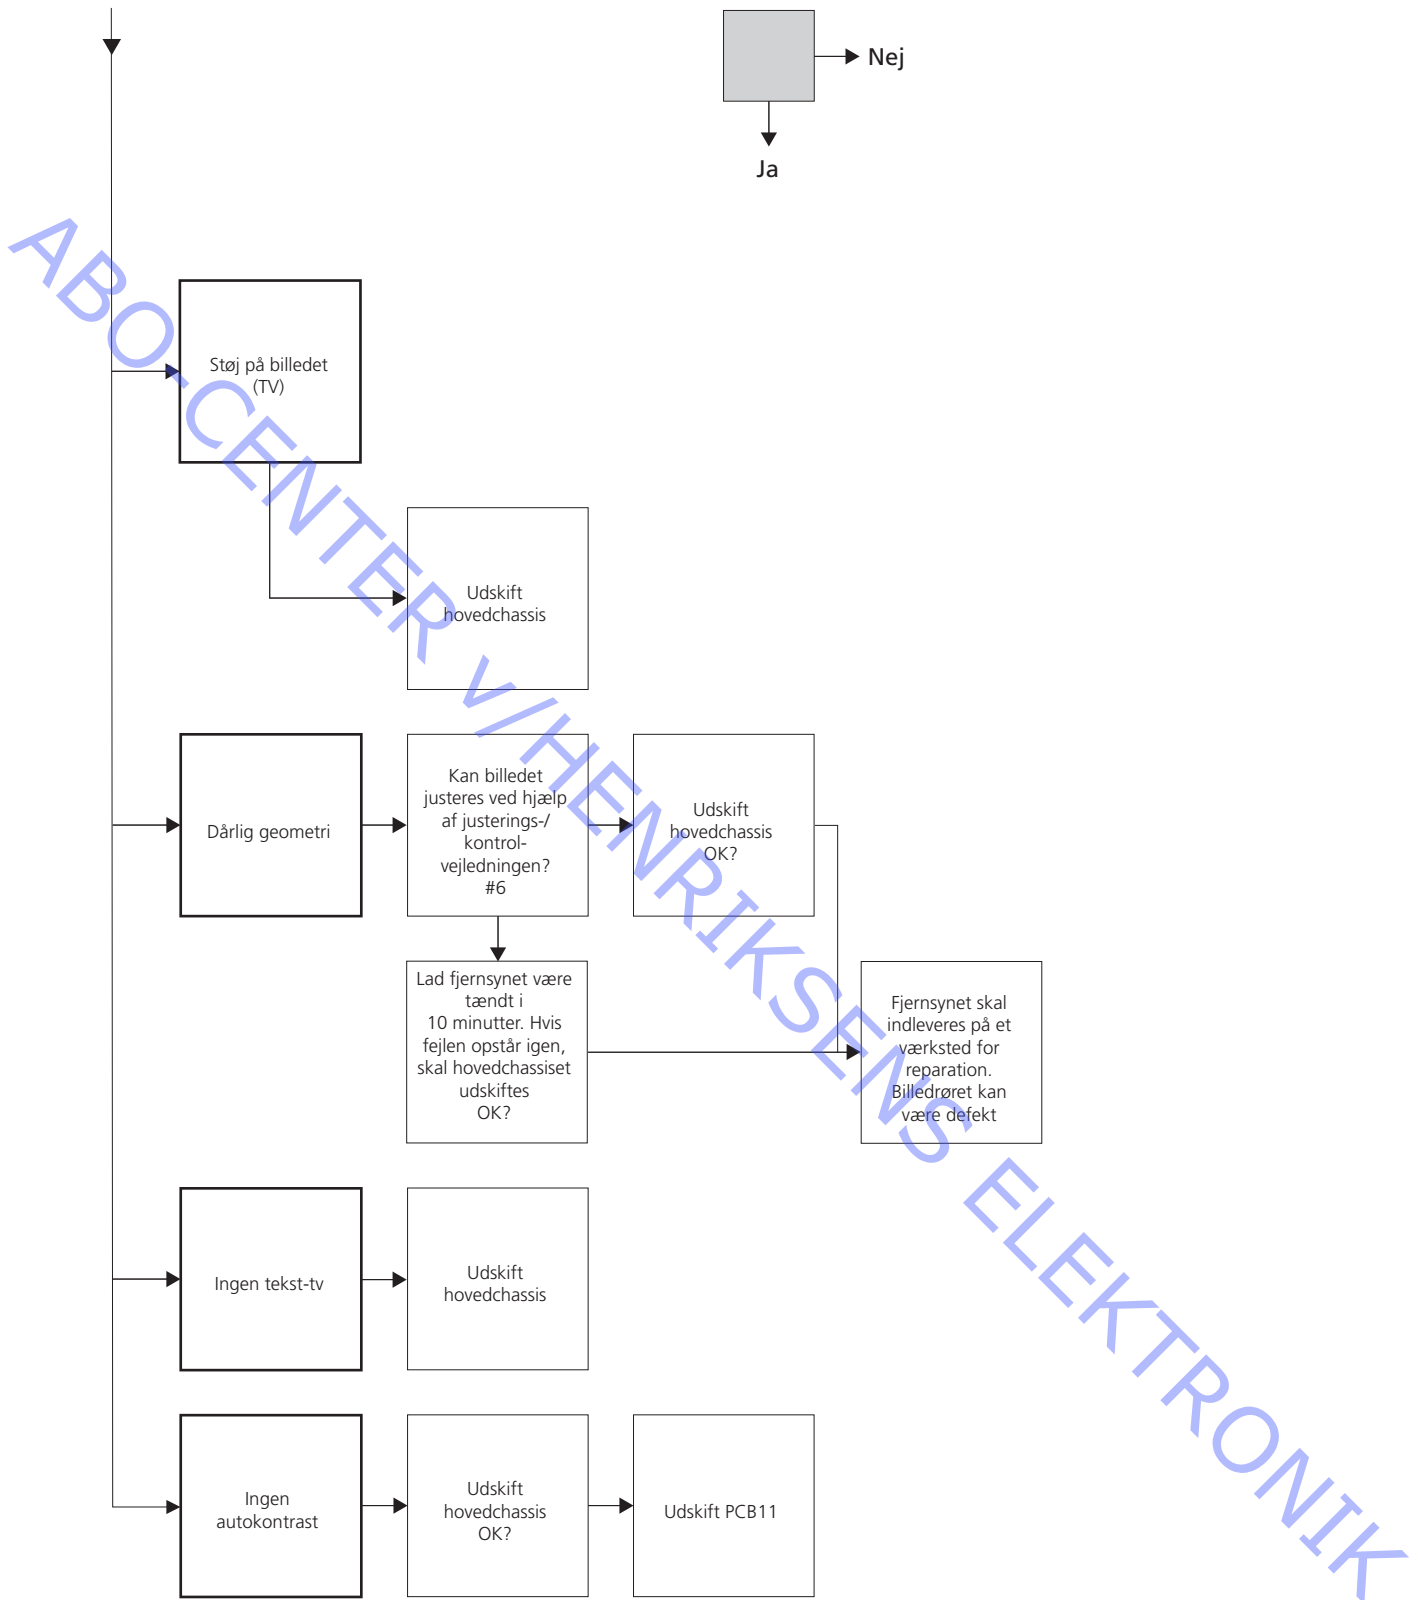 Nej
Ja
Støj på billedet
(TV)
Udskift
hovedchassis
Dårlig geometri
Kan billedet
justeres ved hjælp
af justerings-/
kontrol-
vejledningen?
#6
Udskift
hovedchassis
OK?
Lad fjernsynet være
tændt i
10 minutter. Hvis
fejlen opstår igen,
skal hovedchassiset
udskiftes
OK?
Fjernsynet skal
indleveres på et
værksted for
reparation.
Billedrøret kan
være defekt
Ingen tekst-tv
Udskift
hovedchassis
Ingen
autokontrast
Udskift
hovedchassis
OK?
Udskift PCB11
ABO-CENTER v/HENRIKSENS ELEKTRONIK